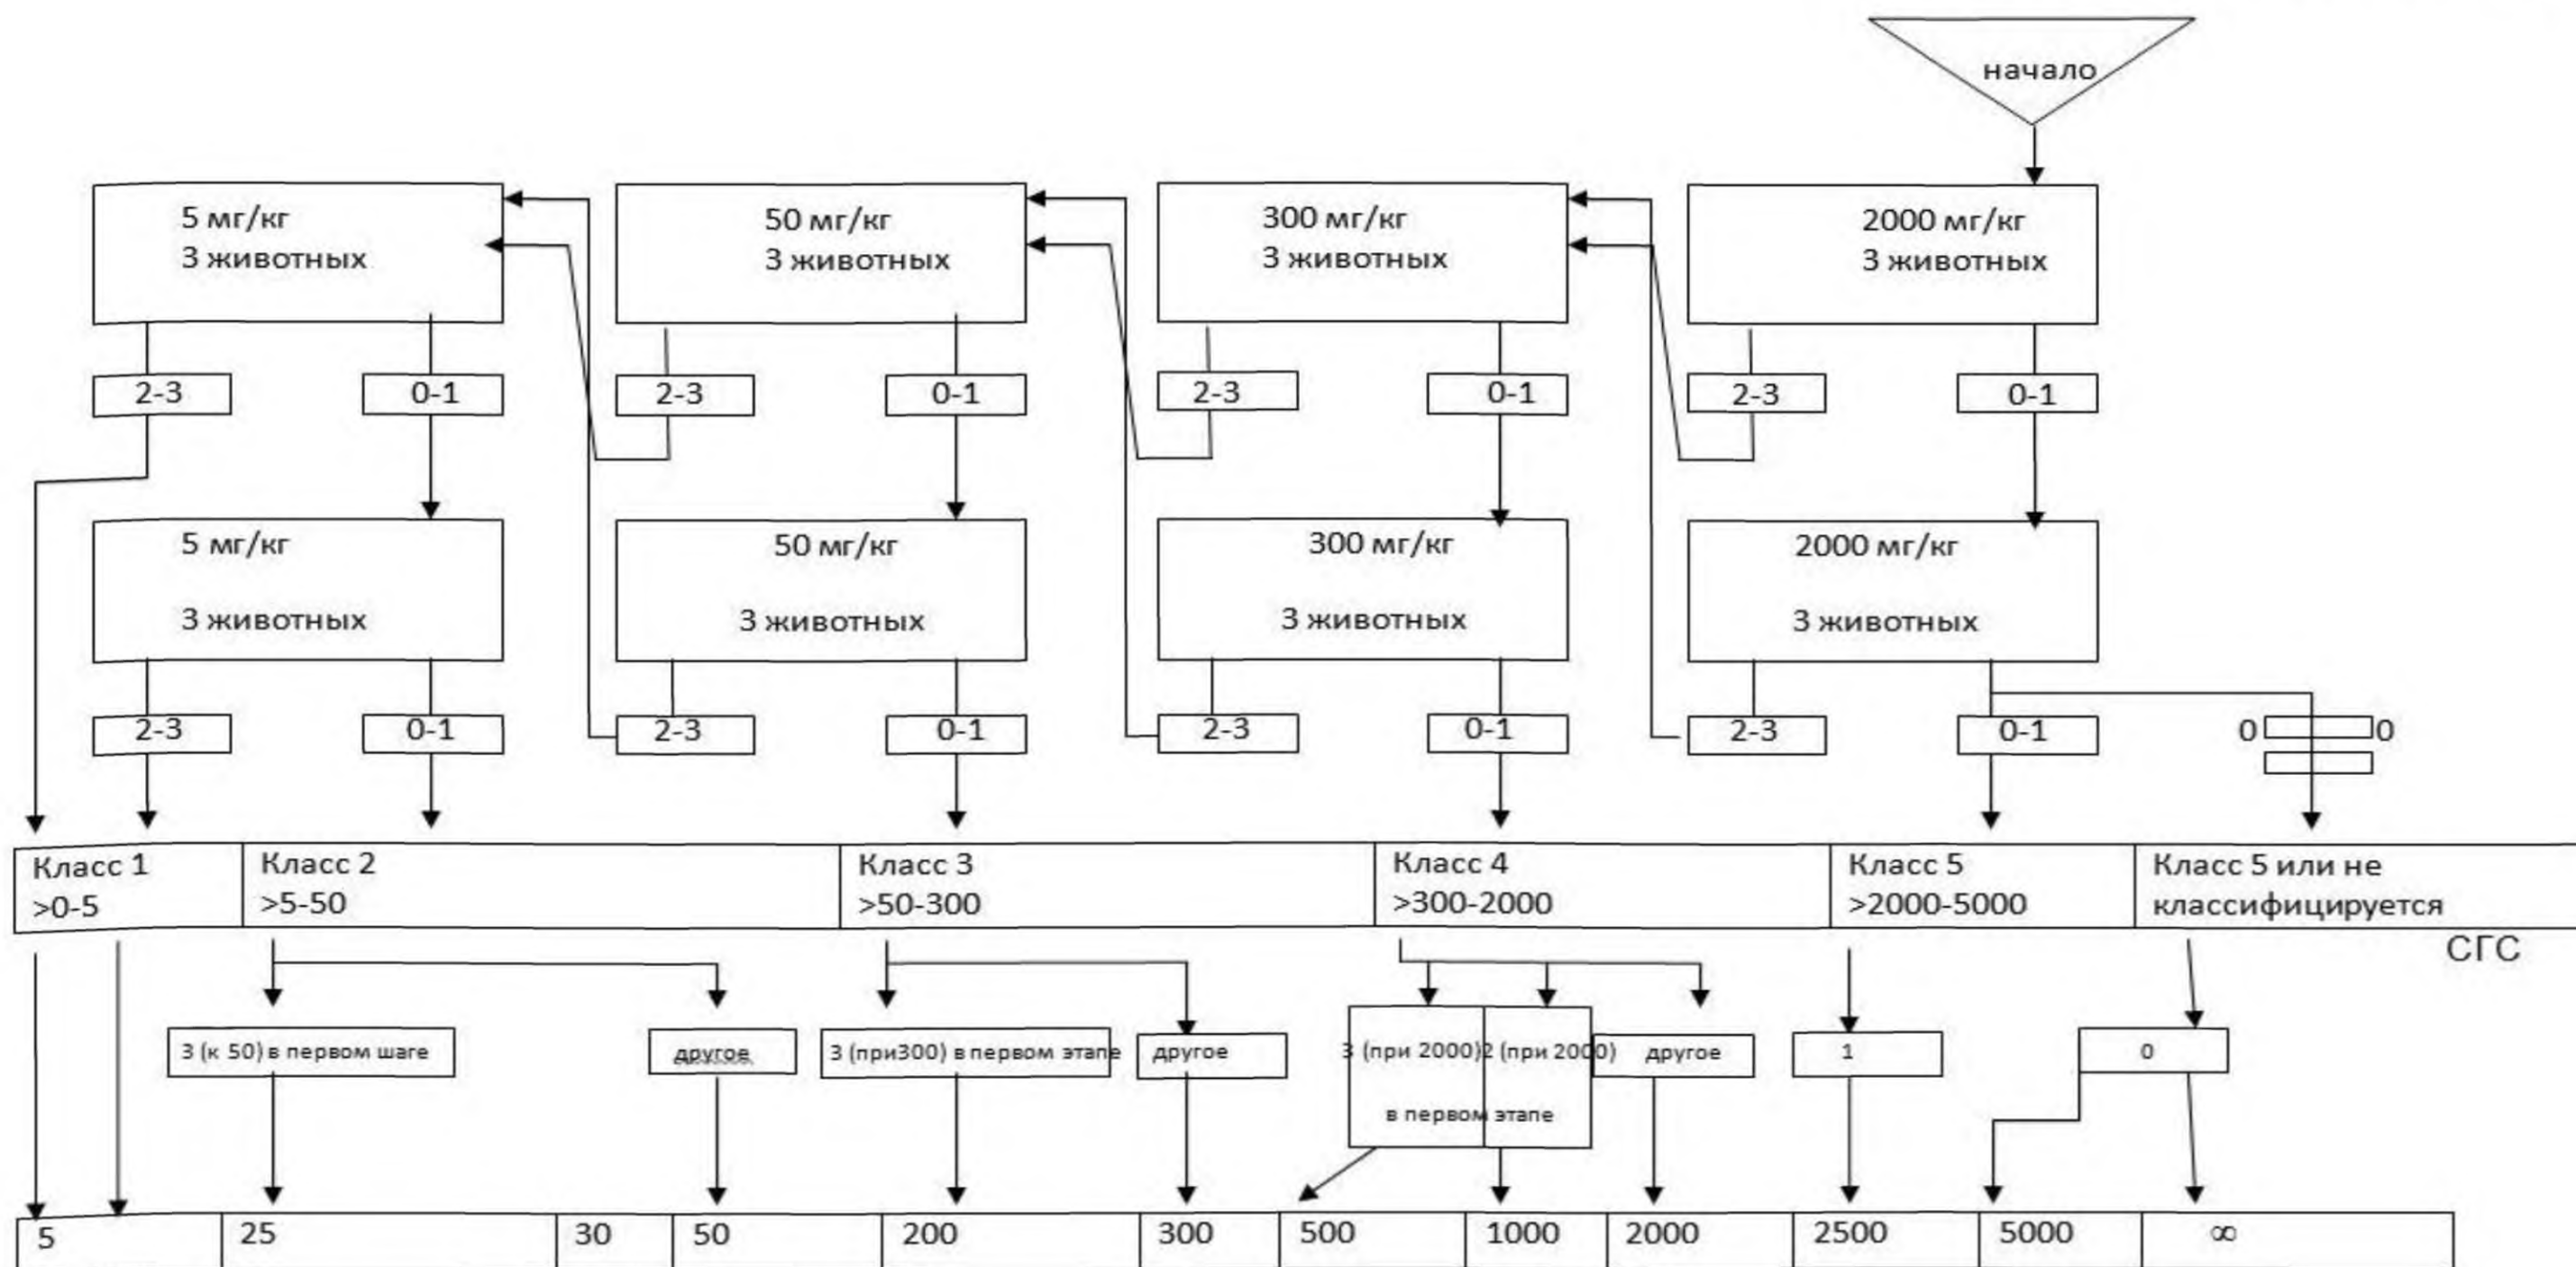 начало
5 мг/кг
3 животных
50 мг/кг
3 животных
300 мг/кг
3 животных
2000 мг/кг
3 животных
2-3
0-1
2-3
0-1
2-3
0-1
2-3
0-1
5 мг/кг
3 животных
50 мг/кг
3 животных
300 мг/кг
3 животных
2000 мг/кг
3 животных
2-3
0-1
2-3
0-1
2-3
0-1
2-3
0-1
0
0
Класс 1
>0-5
Класс 2
>5-50
Класс 3
>50-300
Класс 4
>300-2000
Класс 5
>2000-5000
Класс 5 или не
классифицируется
СГС
3 (к 50) в первом шаге
другое
3 (при300) в первом этапе
другое
3 (при 2000)
2 (при 2000)
в первом этапе
другое
1
0
5
25
30
50
200
300
500
1000
2000
2500
5000
∞